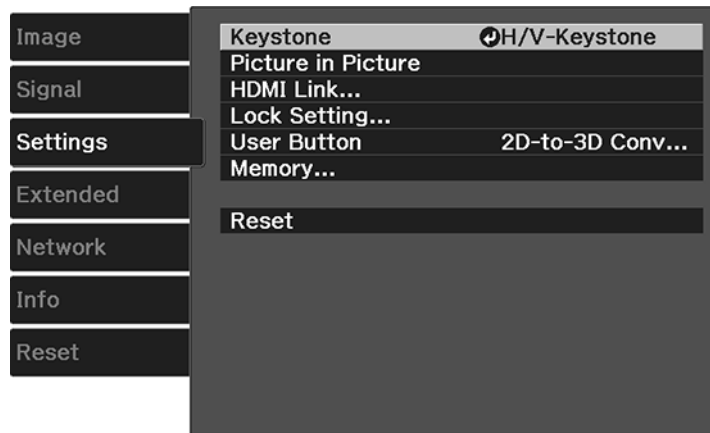 Image
Signal
Settings
Extended
Network
Info
Reset
Keystone H/V-Keystone
Picture in Picture
HDMI Link...
Lock Setting...
User Button 2D-to-3D Conv...
Memory...
Reset